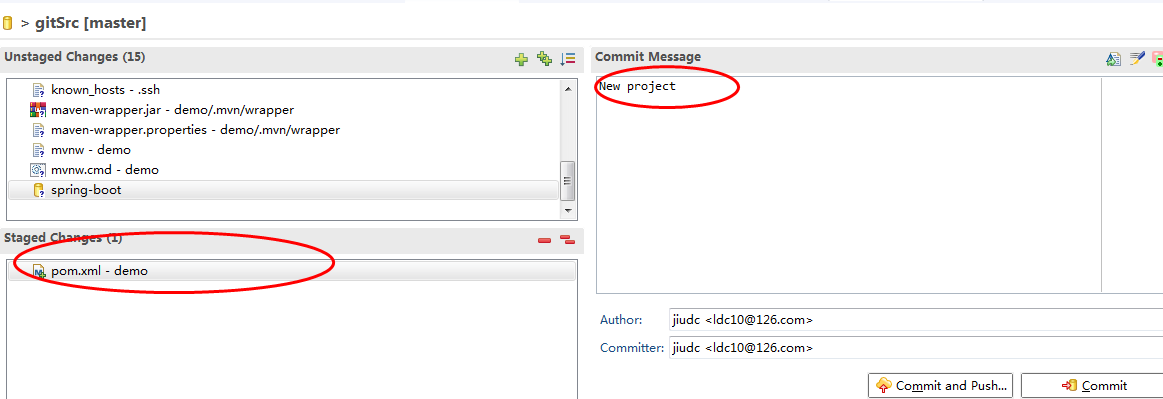 > gitSrc [master]
Unstaged Changes (15)
known_hosts - .ssh
maven-wrapper.jar - demo/.mvn/wrapper
maven-wrapper.properties - demo/.mvn/wrapper
mvnw - demo
mvnw.cmd - demo
spring-boot
Staged Changes (1)
pom.xml - demo
Commit Message
New project
Author: jiudc <ldc10@126.com>
Committer: jiudc <ldc10@126.com>
Commit and Push... Commit